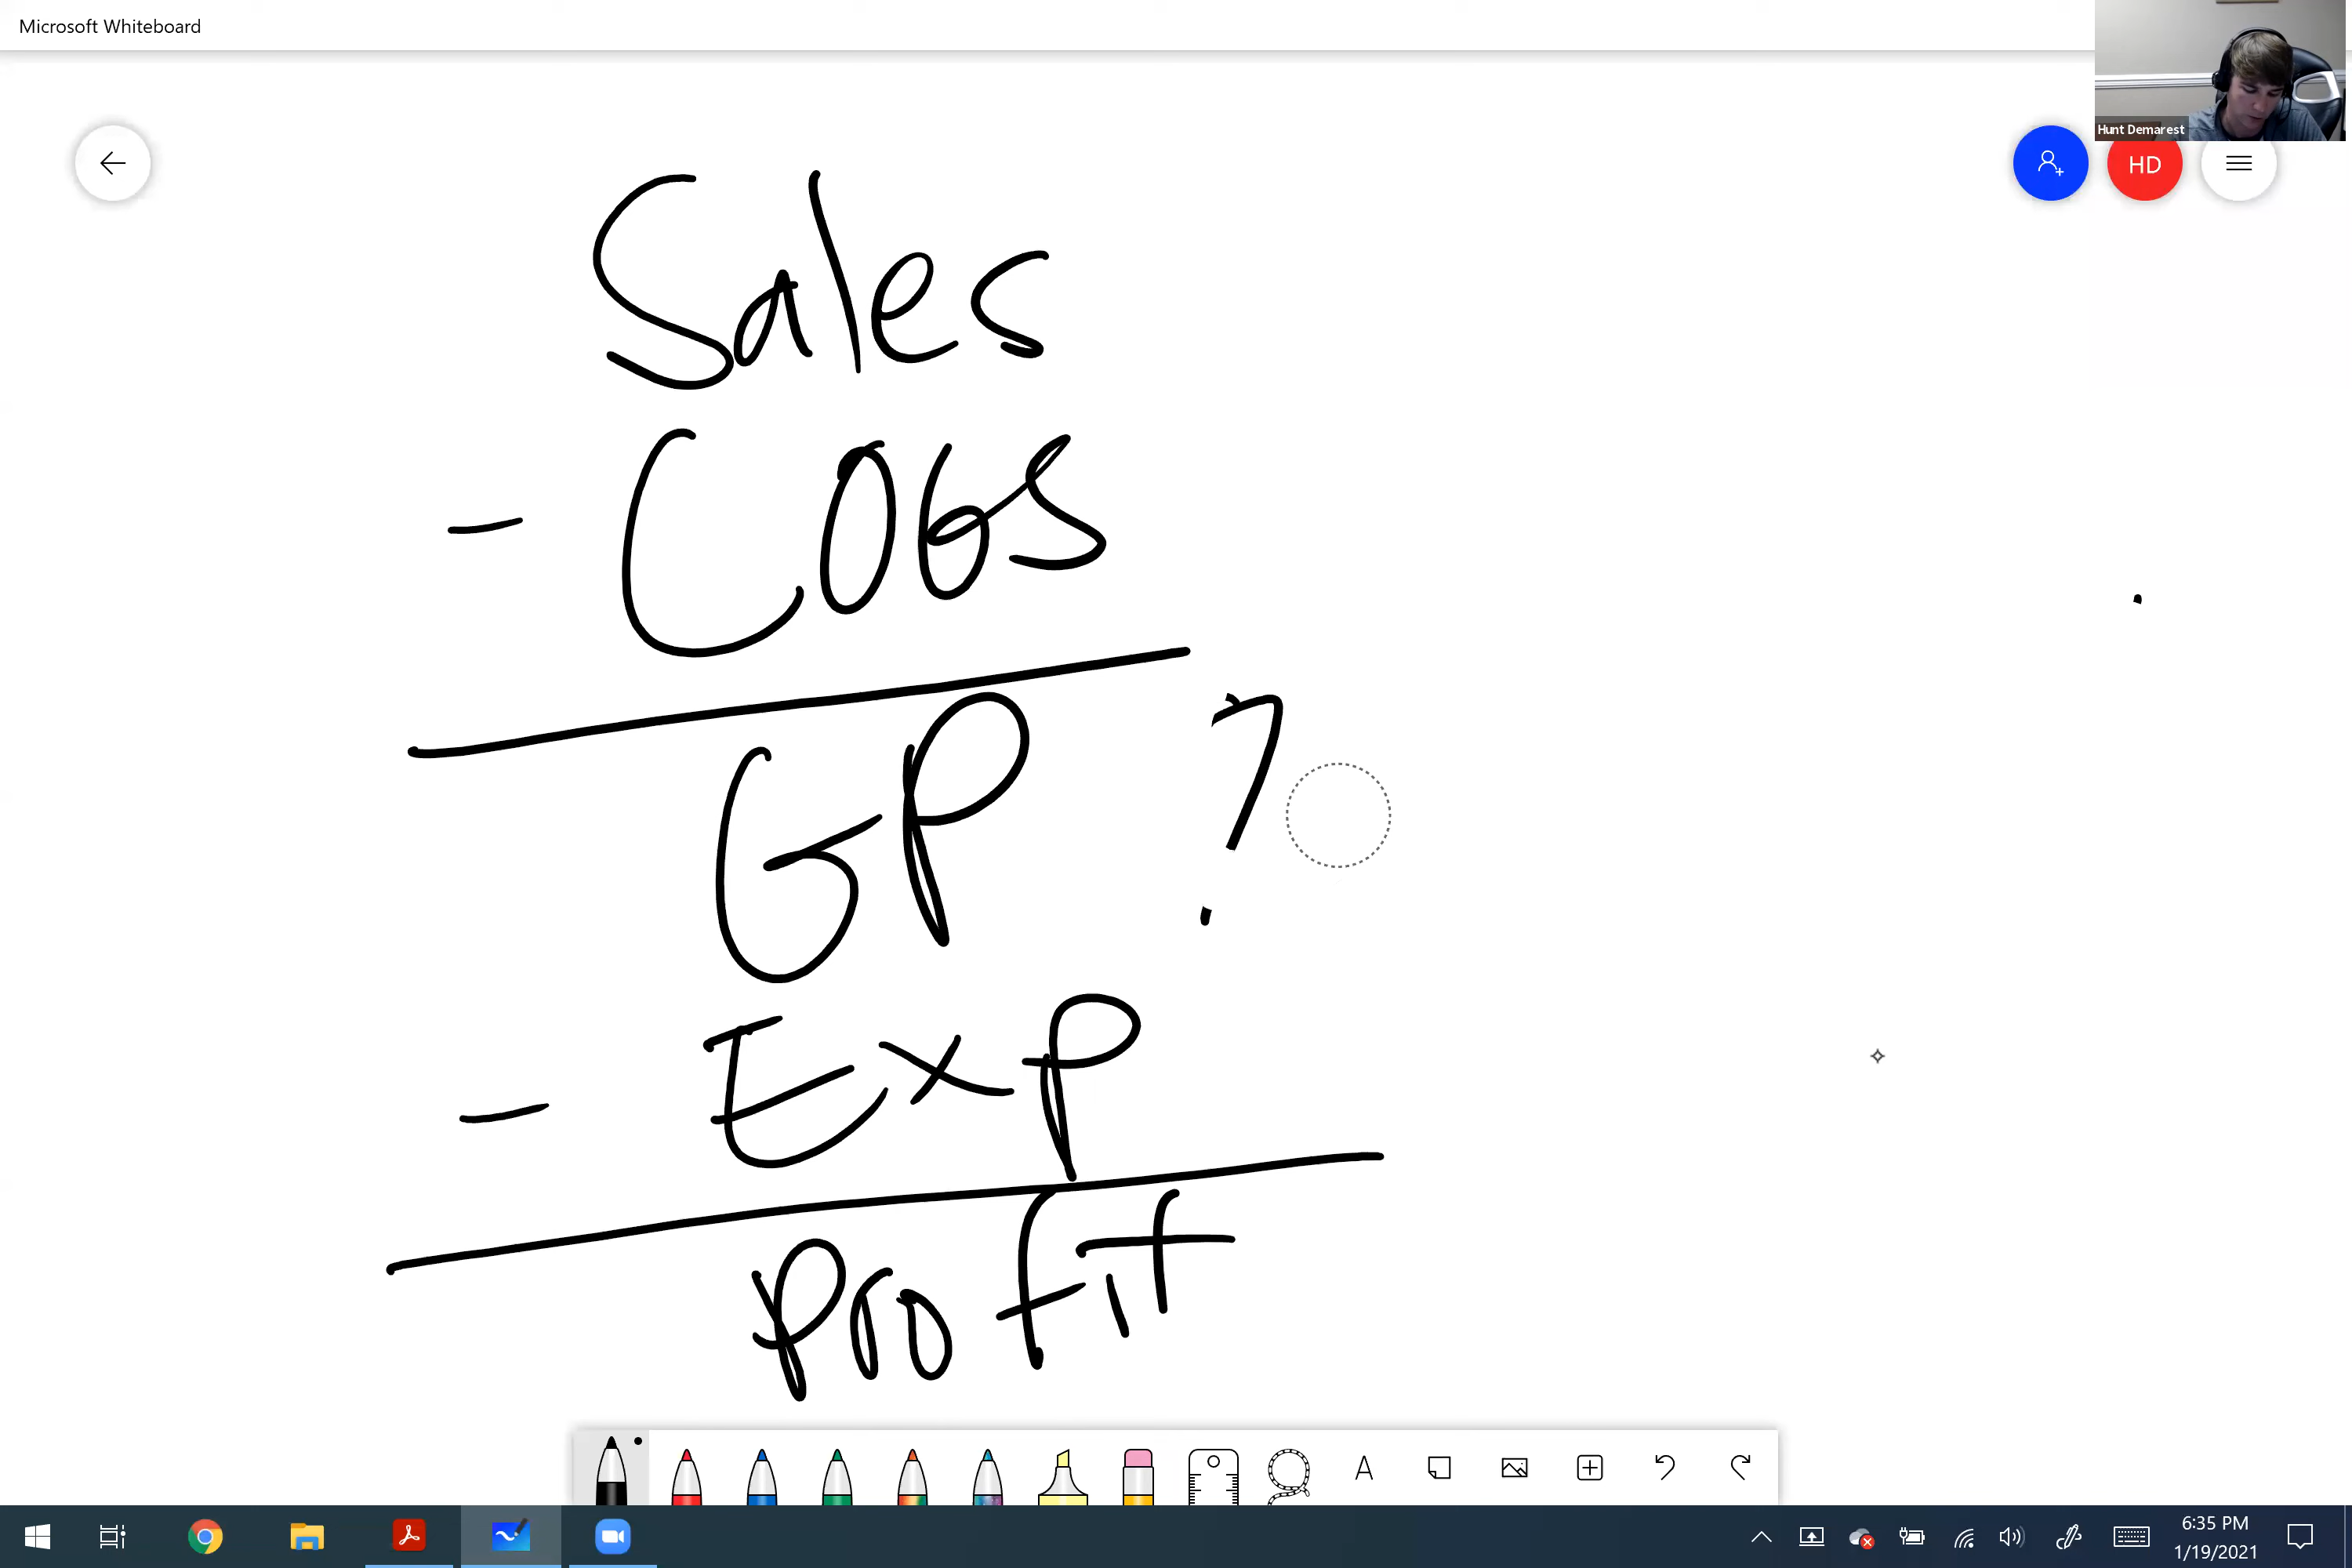 Microsoft Whiteboard
Hunt Demarest
HD
Sales
- COGS
GP ?
- Exp
Profit
A
6:35 PM
1/19/2021